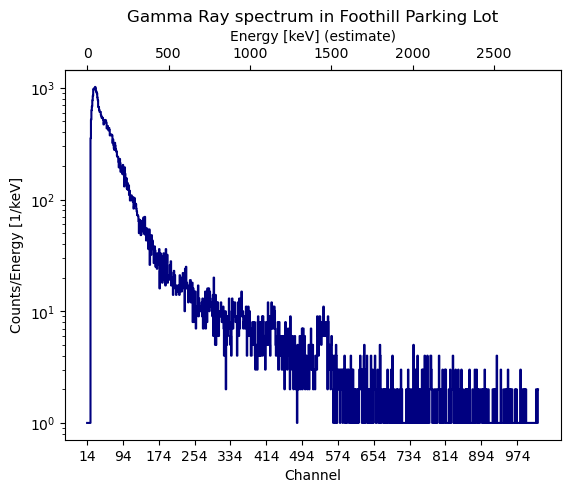 Gamma Ray spectrum in Foothill Parking Lot
Energy [keV] (estimate)
0 500 1000 1500 2000 2500
Counts/Energy [1/keV]
10³
10²
10¹
10⁰
14 94 174 254 334 414 494 574 654 734 814 894 974
Channel